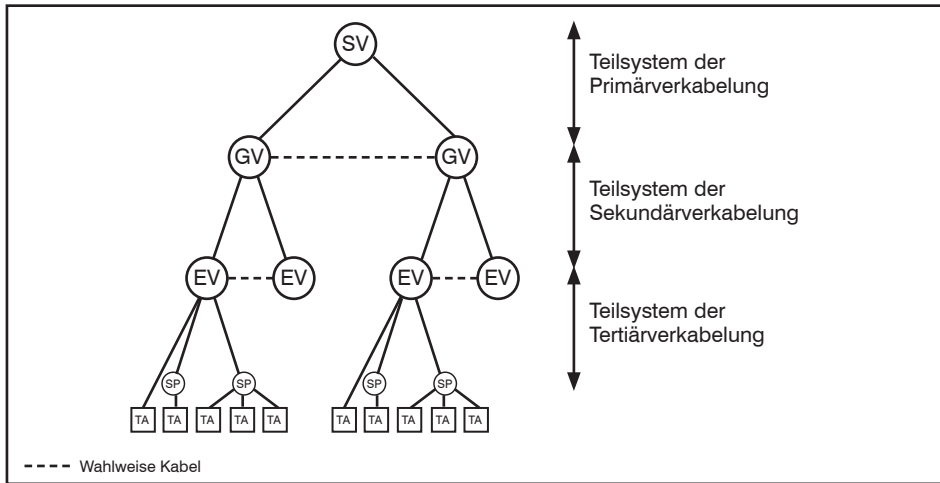 SV
Teilsystem der
Primärverkabelung
GV
GV
Teilsystem der
Sekundärverkabelung
EV
EV
EV
EV
Teilsystem der
Tertiärverkabelung
SP
SP
SP
SP
TA
TA
TA
TA
TA
TA
TA
TA
TA
TA
Wahlweise Kabel